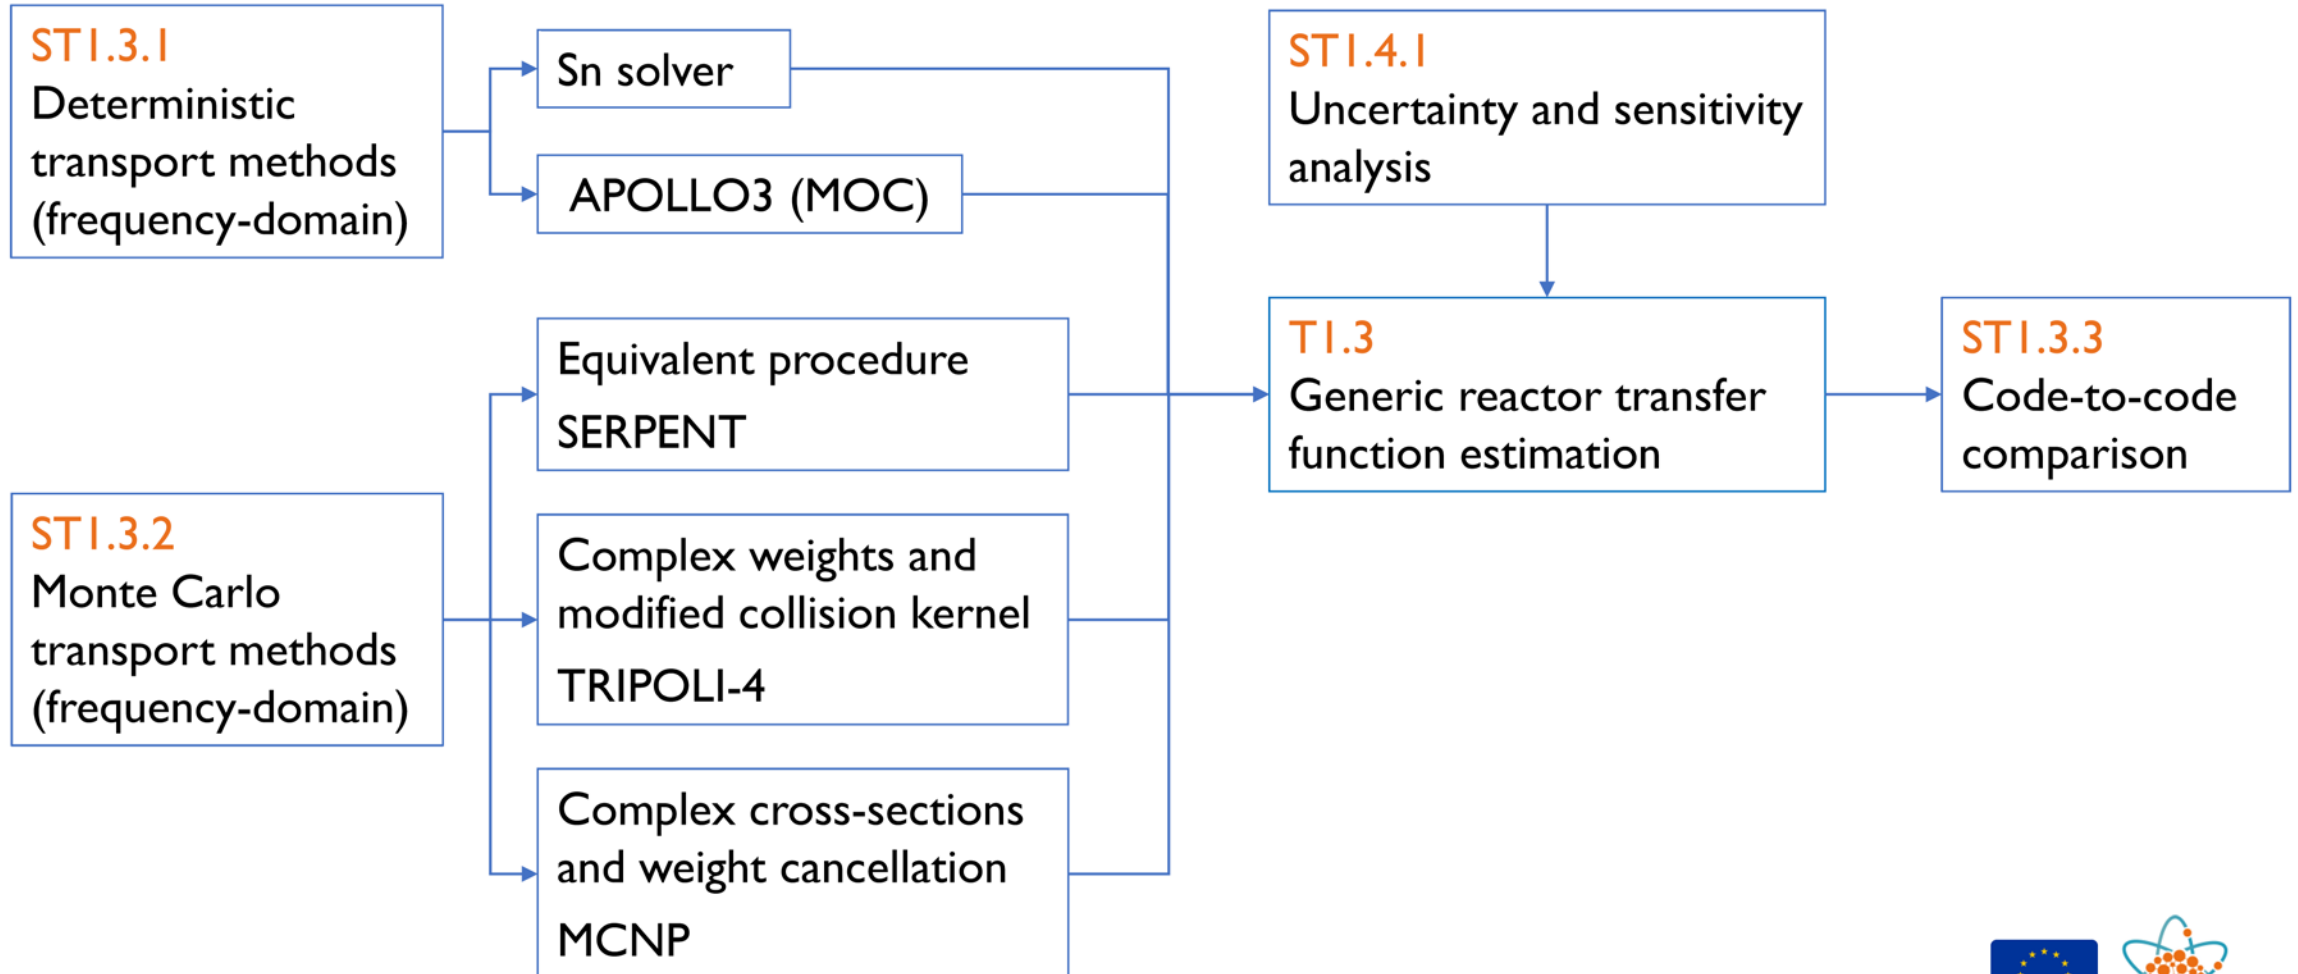 ST1.3.1
Deterministic
transport methods
(frequency-domain)
Sn solver
APOLLO3 (MOC)
ST1.4.1
Uncertainty and sensitivity
analysis
Equivalent procedure
SERPENT
T1.3
Generic reactor transfer
function estimation
ST1.3.3
Code-to-code
comparison
ST1.3.2
Monte Carlo
transport methods
(frequency-domain)
Complex weights and
modified collision kernel
TRIPOLI-4
Complex cross-sections
and weight cancellation
MCNP